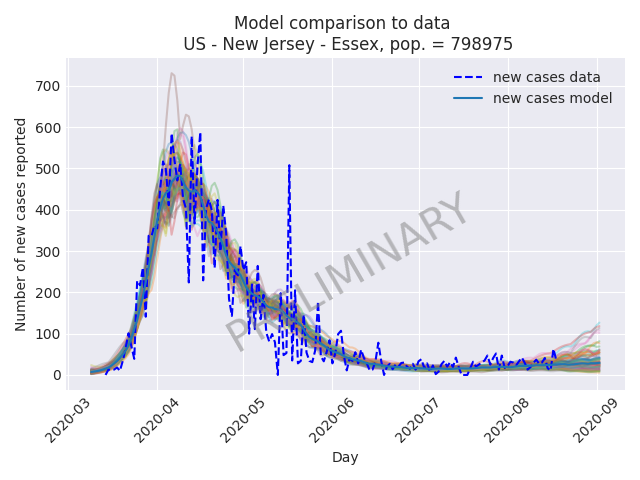 Model comparison to data
US - New Jersey - Essex, pop. = 798975
new cases data
new cases model
Number of new cases reported
700
600
500
400
300
200
100
0
PRELIMINARY
2020-03
2020-04
2020-05
2020-06
2020-07
2020-08
2020-09
Day